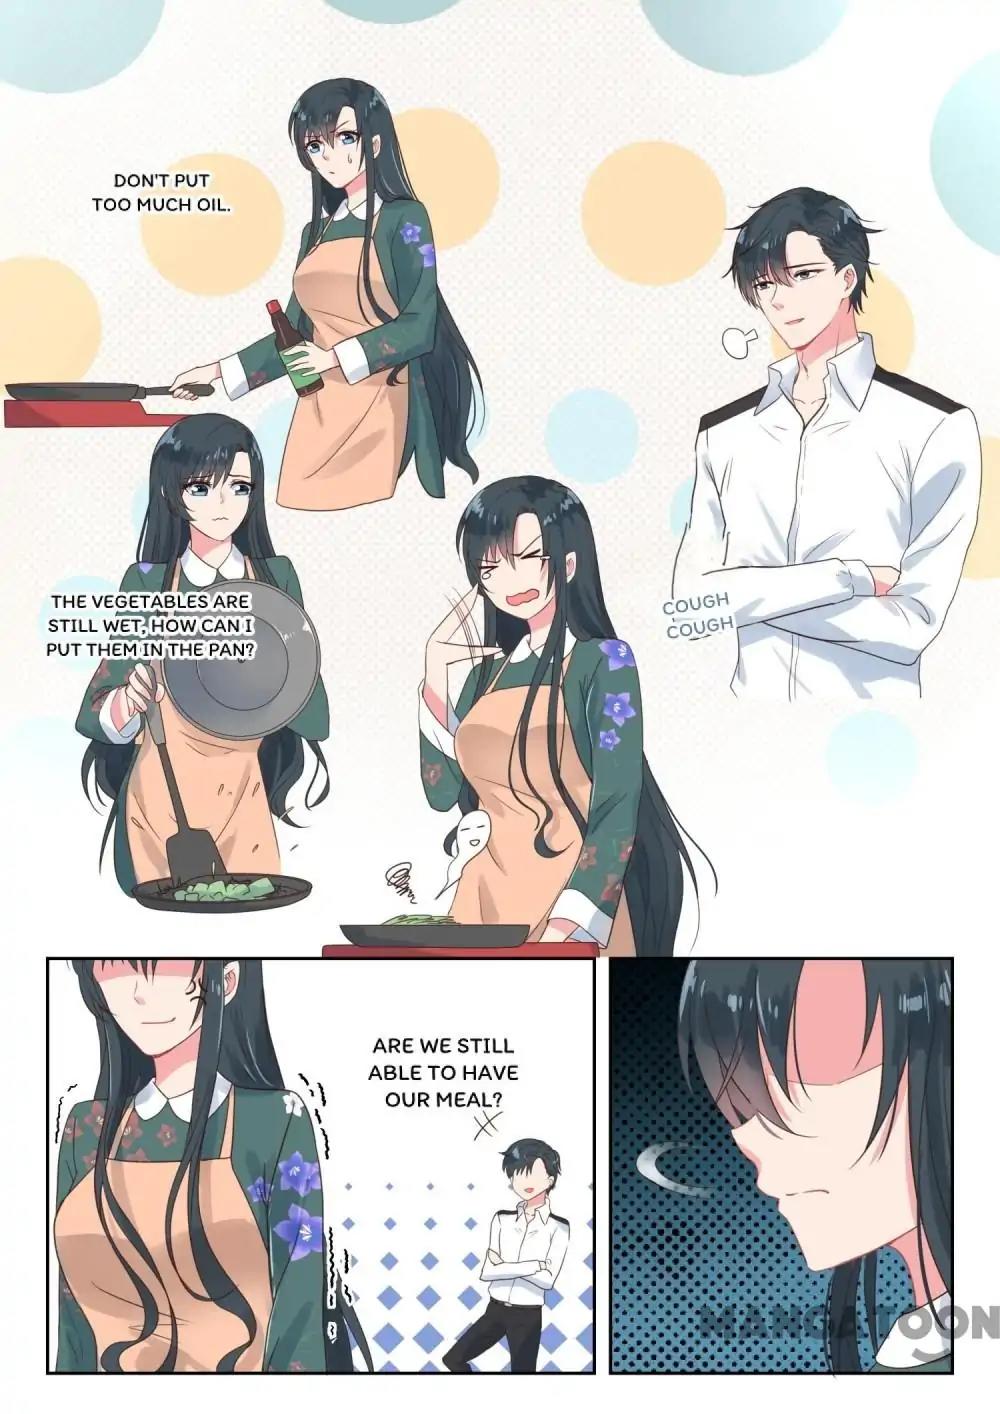 DON'T PUT
TOO MUCH OIL.
THE VEGETABLES ARE
STILL WET, HOW CAN I
PUT THEM IN THE PAN?
COUGH
COUGH
ARE WE STILL
ABLE TO HAVE
OUR MEAL?
MANGATOON